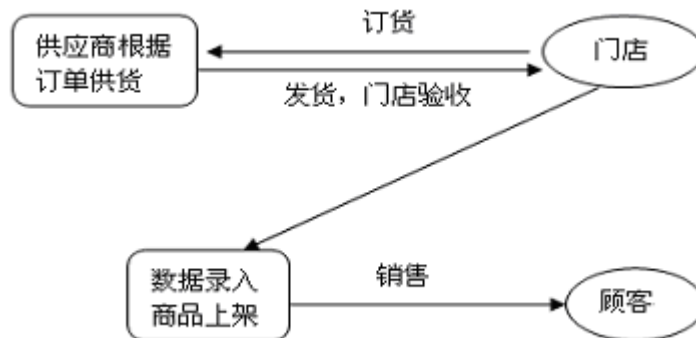 订货
供应商根据
订单供货
门店
发货，门店验收
数据录入
商品上架
销售
顾客